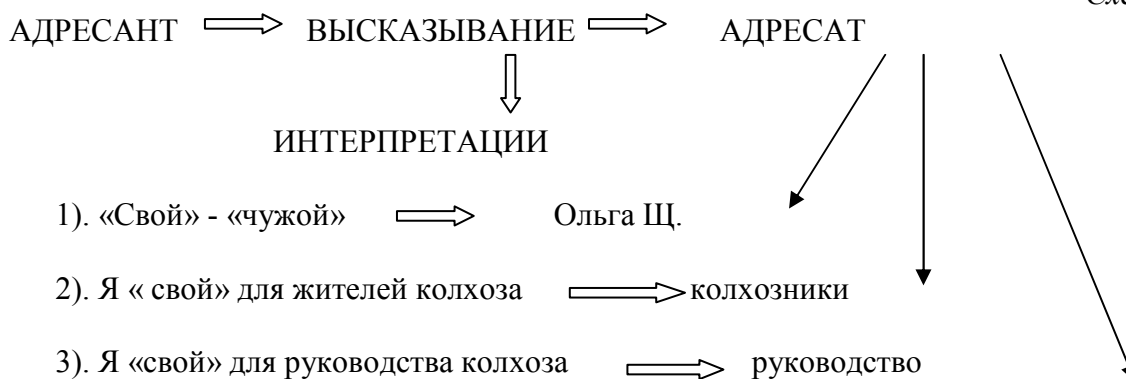 АДРЕСАНТ ВЫСКАЗЫВАНИЕ АДРЕСАТ
ИНТЕРПРЕТАЦИИ
1). «Свой» - «чужой» Ольга Щ.
2). Я « свой» для жителей колхоза колхозники
3). Я «свой» для руководства колхоза руководство